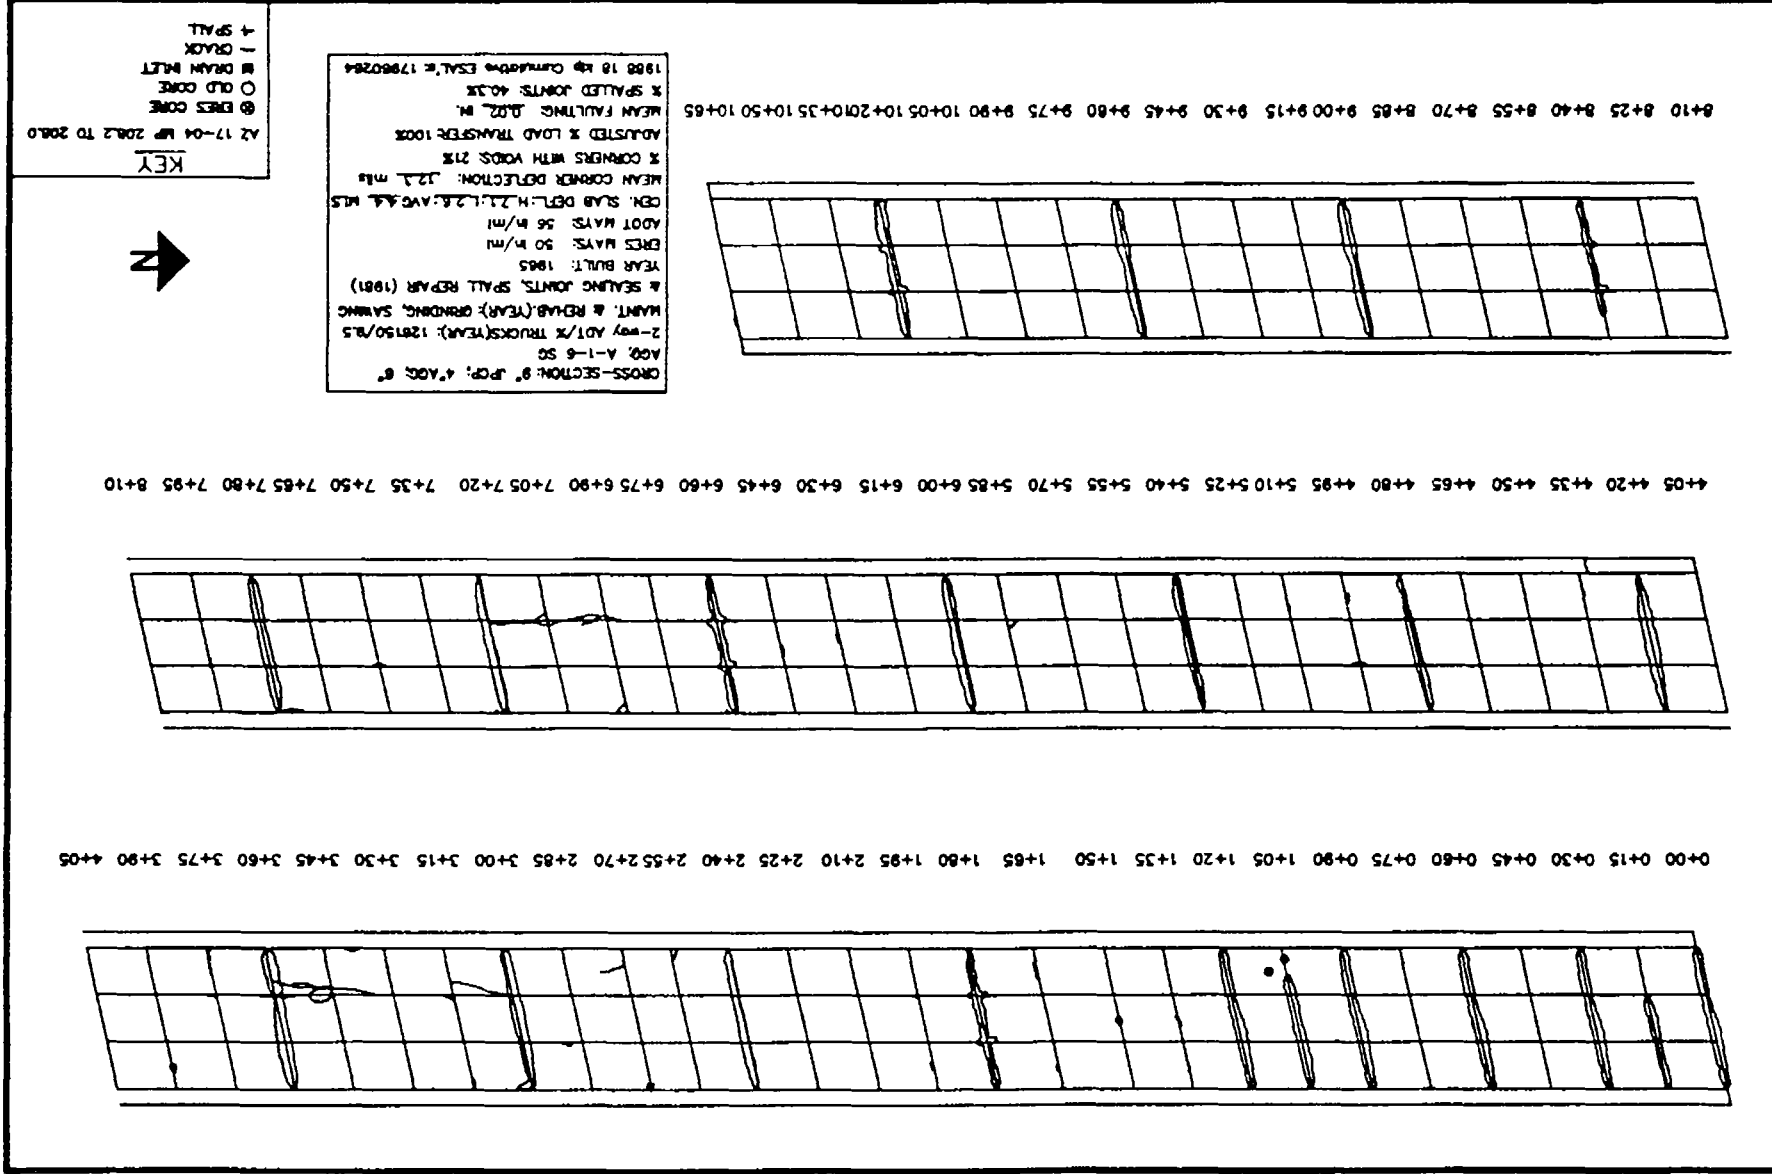 0+00 0+15 0+30 0+45 0+60 0+75 0+90 1+05 1+20 1+35 1+50 1+65 1+80 1+95 2+10 2+25 2+40 2+55 2+70 2+85 3+00 3+15 3+30 3+45 3+60 3+75 3+90 4+05
4+05 4+20 4+35 4+50 4+65 4+80 4+95 5+10 5+25 5+40 5+55 5+70 5+85 6+00 6+15 6+30 6+45 6+60 6+75 6+90 7+05 7+20 7+35 7+50 7+65 7+80 7+95 8+10
8+10 8+25 8+40 8+55 8+70 8+85 9+00 9+15 9+30 9+45 9+60 9+75 9+90 10+05 10+20 10+35 10+50 10+65
CROSS-SECTION: 9" JPCP; 4"AGG; 6"
AGG, A-1-6 SG
2-way ADT/% TRUCKS(YEAR): 126150/9.5
MAINT. & REHAB.(YEAR): GRINDING, SAWING
& SEALING JOINTS, SPALL REPAIR (1981)
YEAR BUILT: 1965
ERES MAYS: 50 in/mi
ADOT MAYS: 56 in/mi
CEN. SLAB DEFL: H 7.1; L 2.6; AVG 4.4 MLS
MEAN CORNER DEFLECTION: mils
% CORNERS WITH VOIDS: 21%
ADJUSTED % LOAD TRANSFER: 100%
MEAN FAULTING: 0.02 IN.
% SPALLED JOINTS: 40.3%
1988 18 kip Cumulative ESAL's: 17980264
N
KEY
AZ 17-04 MP 208.2 TO 208.0
ERES CORE
OLD CORE
DRAIN INLET
CRACK
SPALL